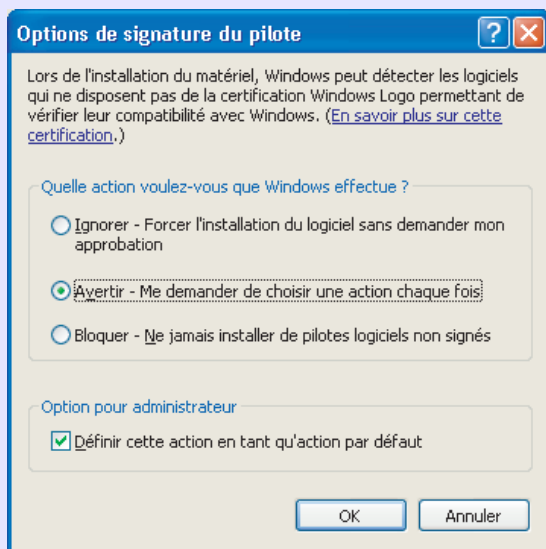 Options de signature du pilote
Lors de l'installation du matériel, Windows peut détecter les logiciels
qui ne disposent pas de la certification Windows Logo permettant de
vérifier leur compatibilité avec Windows. (En savoir plus sur cette
certification.)
Quelle action voulez-vous que Windows effectue ?
Ignorer - Forcer l'installation du logiciel sans demander mon
approbation
Avertir - Me demander de choisir une action chaque fois
Bloquer - Ne jamais installer de pilotes logiciels non signés
Option pour administrateur
Définir cette action en tant qu'action par défaut
OK Annuler